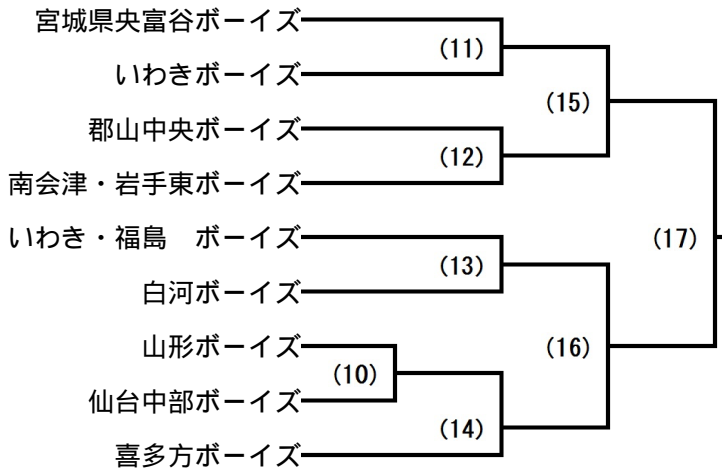 宮城県央富谷ボーイズ
(11)
いわきボーイズ
(15)
郡山中央ボーイズ
(12)
南会津・岩手東ボーイズ
いわき・福島　ボーイズ
(17)
(13)
白河ボーイズ
山形ボーイズ
(16)
(10)
仙台中部ボーイズ
(14)
喜多方ボーイズ